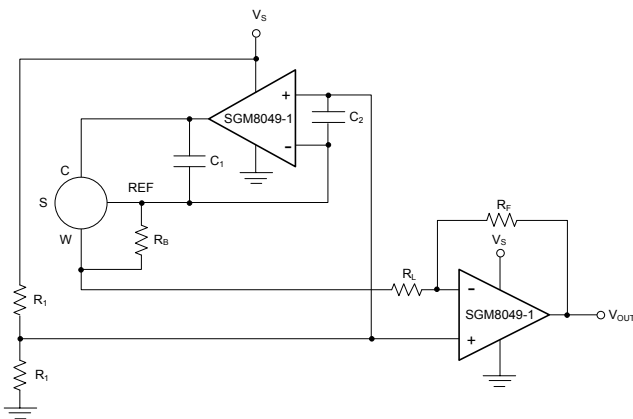 VS
+
SGM8049-1
-
C2
C1
C
REF
S
W
RB
RF
VS
RL
R1
-
SGM8049-1
VOUT
+
R1